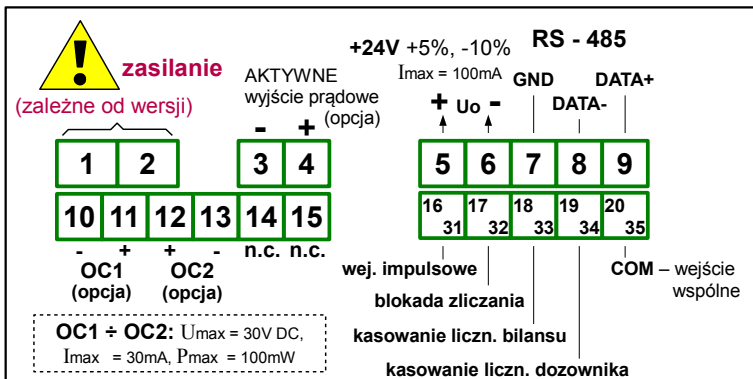 zasilanie
(zależne od wersji)
AKTYWNE
wyjście prądowe
(opcja)
- +
+24V +5%, -10%
Imax = 100mA
RS - 485
GND
DATA-
DATA+
+ Uo -
1 2 3 4 5 6 7 8 9
10 11 12 13 14 15
16 31 17 32 18 33 19 34 20 35
- + + - n.c. n.c.
OC1
(opcja)
OC2
(opcja)
OC1 ÷ OC2: Umax = 30V DC,
Imax = 30mA, Pmax = 100mW
wej. impulsowe
blokada zliczania
kasowanie liczn. bilansu
kasowanie liczn. dozownika
COM – wejście
wspólne